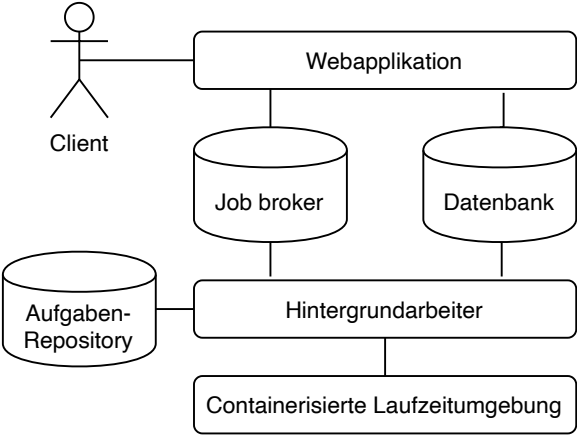 Webapplikation
Client
Job broker
Datenbank
Aufgaben-
Repository
Hintergrundarbeiter
Containerisierte Laufzeitumgebung